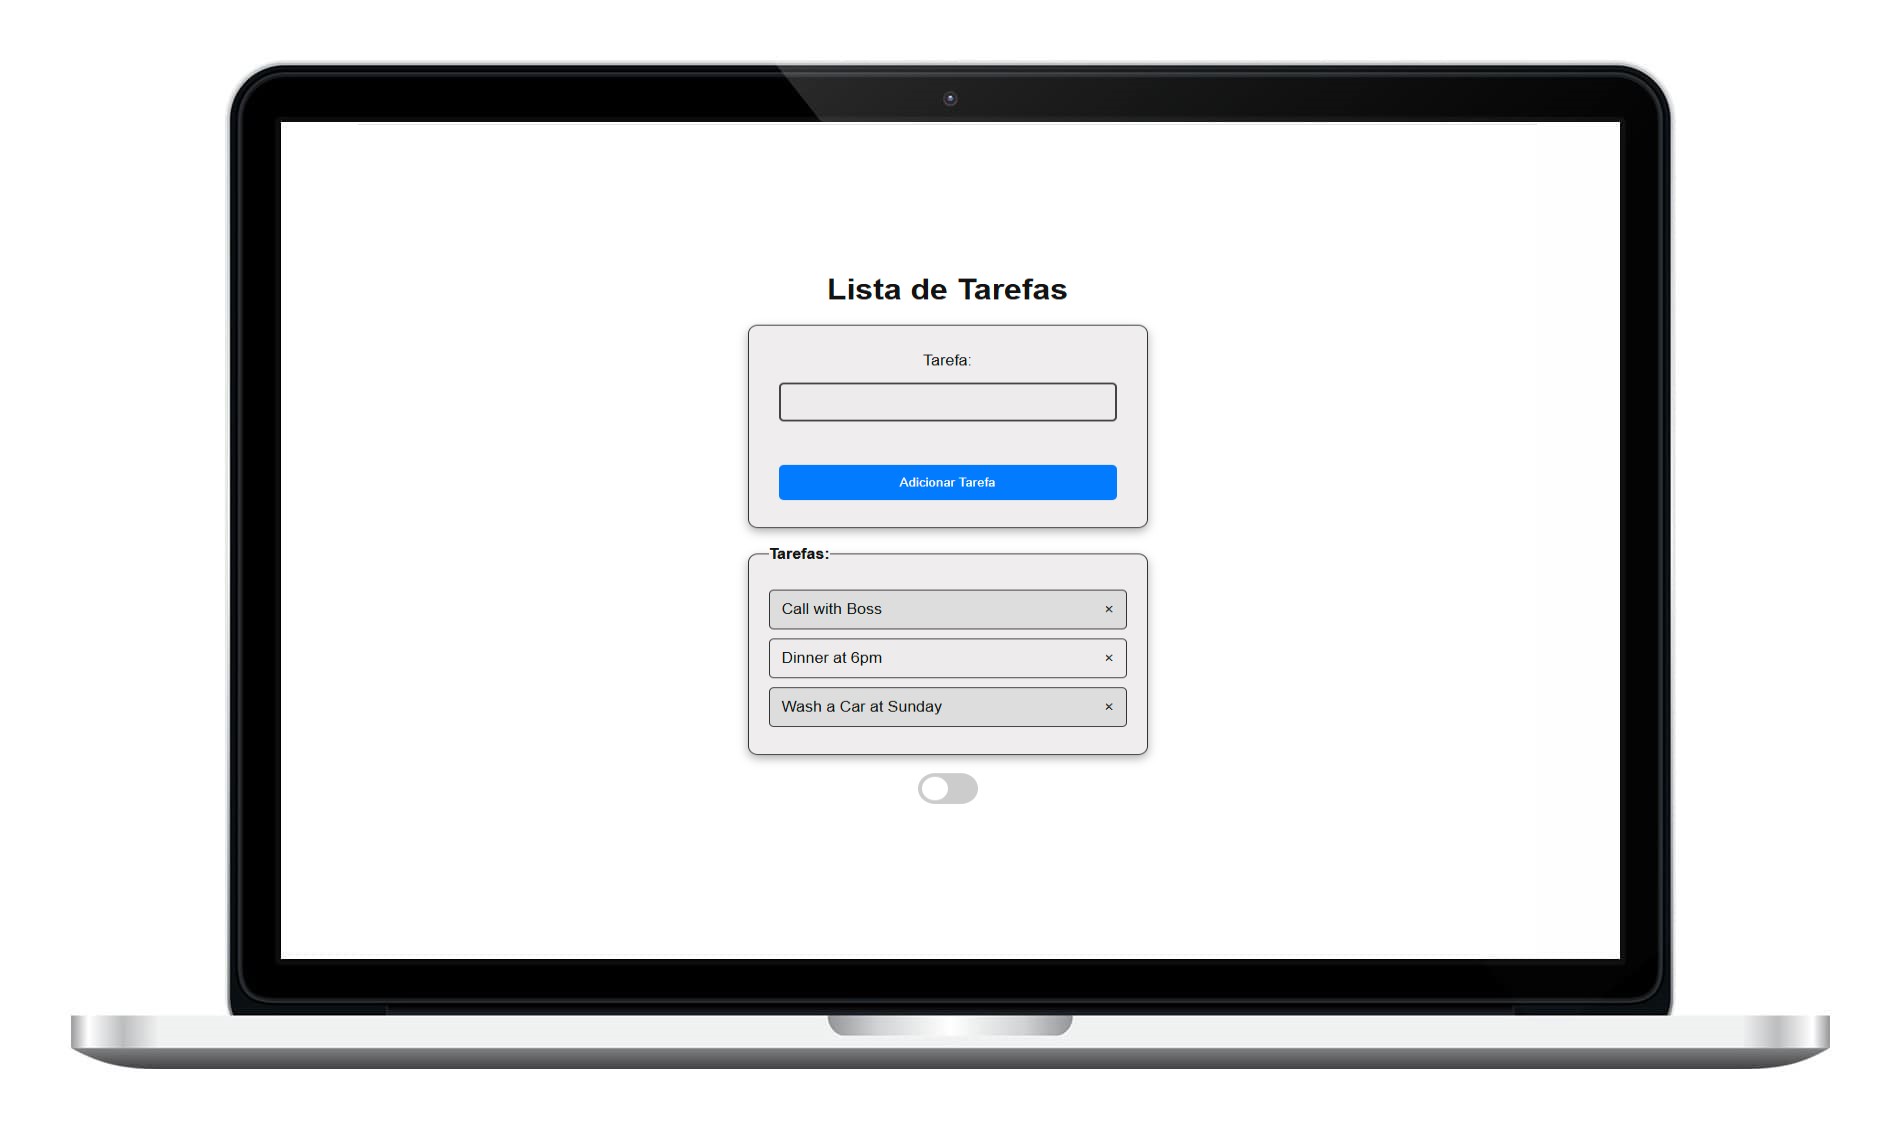 Lista de Tarefas
Tarefa:
Adicionar Tarefa
Tarefas:
Call with Boss ×
Dinner at 6pm ×
Wash a Car at Sunday ×